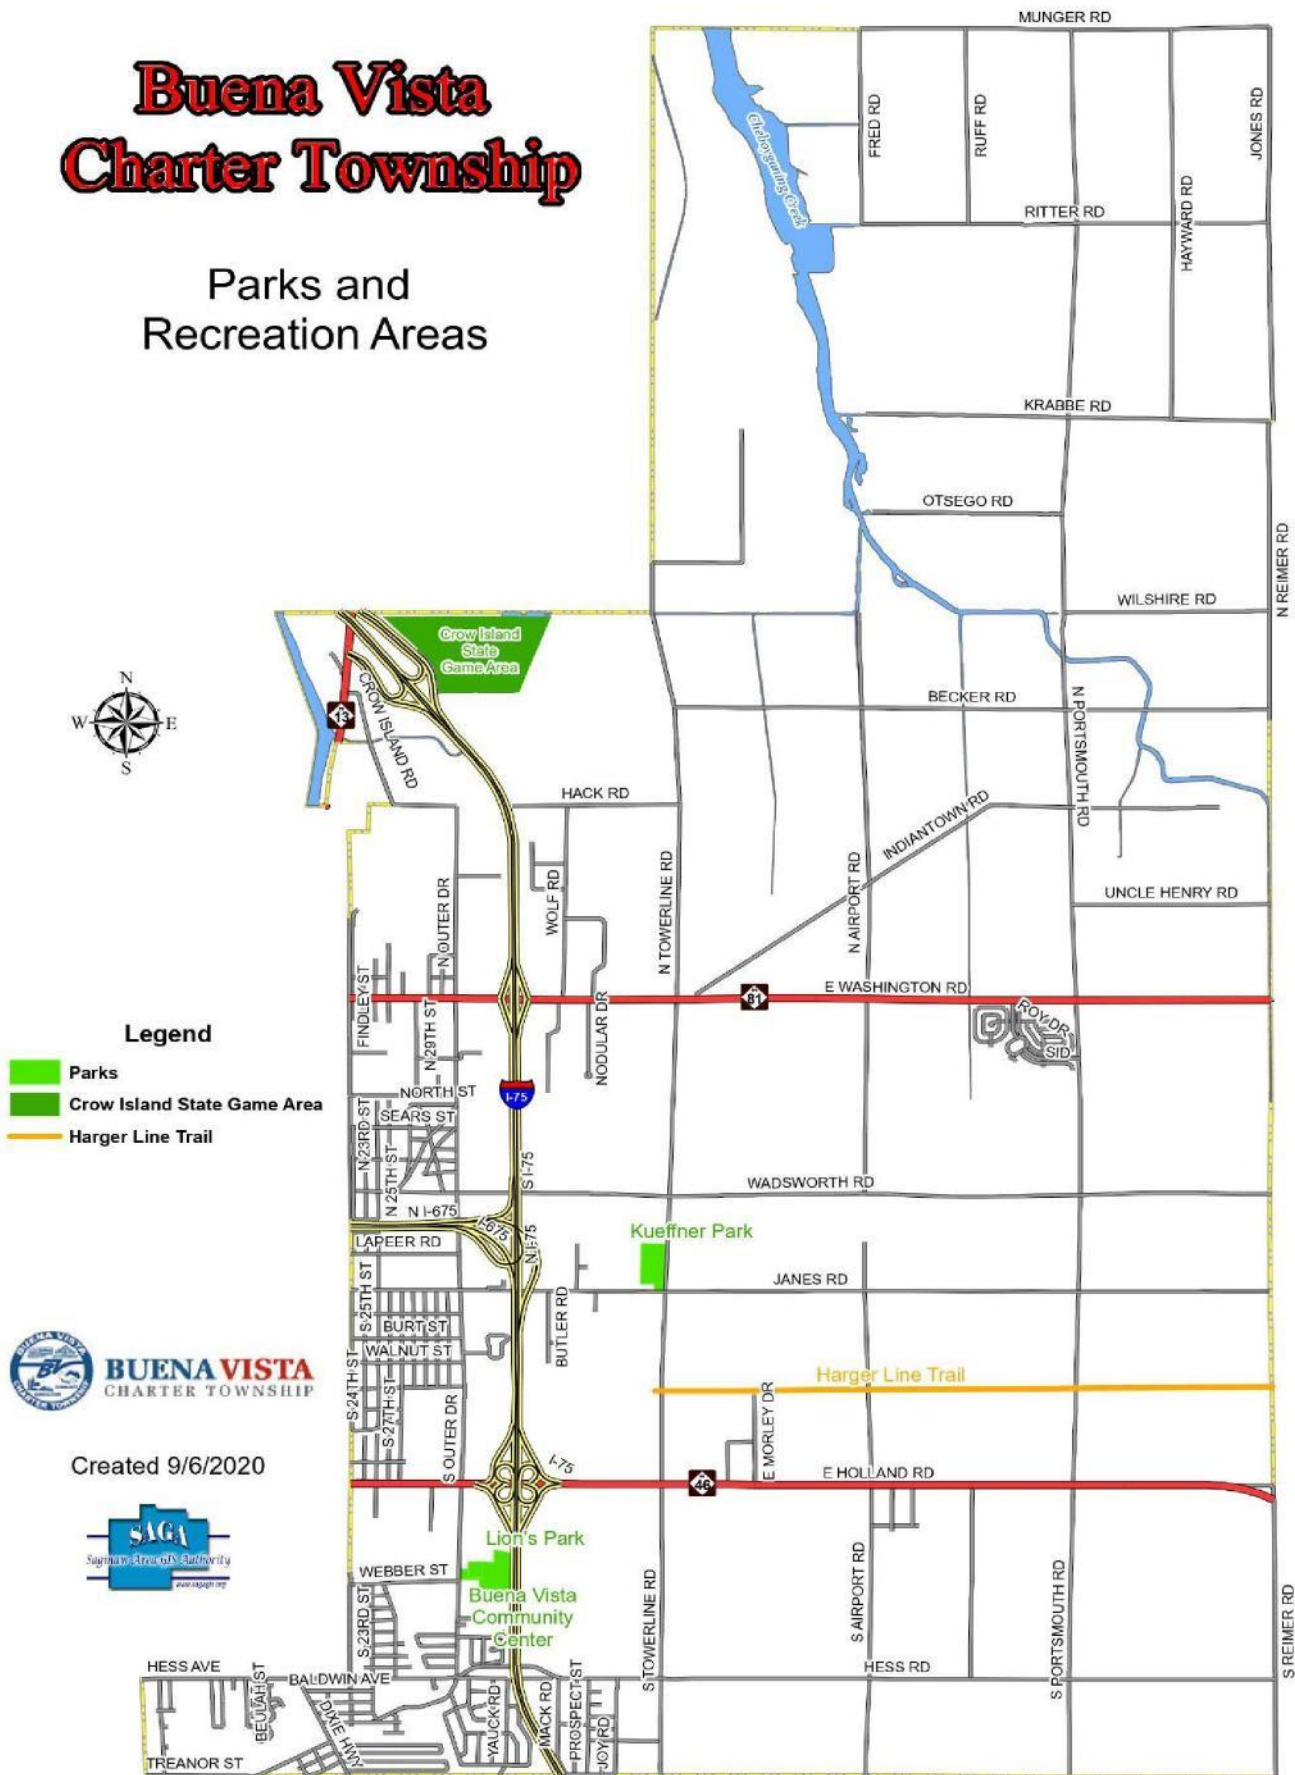 Buena Vista
Charter Township
Parks and
Recreation Areas
MUNGER RD
FRED RD
RUFF RD
JONES RD
Cheboyganing Creek
HAYWARD RD
RITTER RD
KRABBE RD
OTSEGO RD
N REIMER RD
WILSHIRE RD
Crow Island
State
Game Area
N
W
E
S
13
CROW ISLAND RD
BECKER RD
N PORTSMOUTH RD
HACK RD
INDIANTOWN RD
N OUTER DR
WOLF RD
N TOWERLINE RD
N AIRPORT RD
UNCLE HENRY RD
FINDLEY ST
E WASHINGTON RD
81
ROY DR
SID
N 29TH ST
NODULAR DR
Legend
Parks
Crow Island State Game Area
Harger Line Trail
NORTH ST
I-75
SEARS ST
N 23RD ST
N 25TH ST
S I-75
WADSWORTH RD
N I-675
I-675
N I-75
LAPEER RD
Kueffner Park
JANES RD
S 25TH ST
BURT ST
WALNUT ST
BUTLER RD
BUENA VISTA
CHARTER TOWNSHIP
BUENA VISTA
CHARTER TOWNSHIP
S 24TH ST
S 27TH ST
S OUTER DR
Harger Line Trail
E MORLEY DR
Created 9/6/2020
I-75
46
E HOLLAND RD
SAGA
Saginaw Area GIS Authority
Lion's Park
WEBBER ST
Buena Vista
Community
Center
S 23RD ST
S TOWERLINE RD
S AIRPORT RD
S PORTSMOUTH RD
S REIMER RD
HESS AVE
BALDWIN AVE
HESS RD
BEULAH ST
DIXIE HWY
YAUCK RD
MACK RD
PROSPECT ST
JOY RD
TREANOR ST